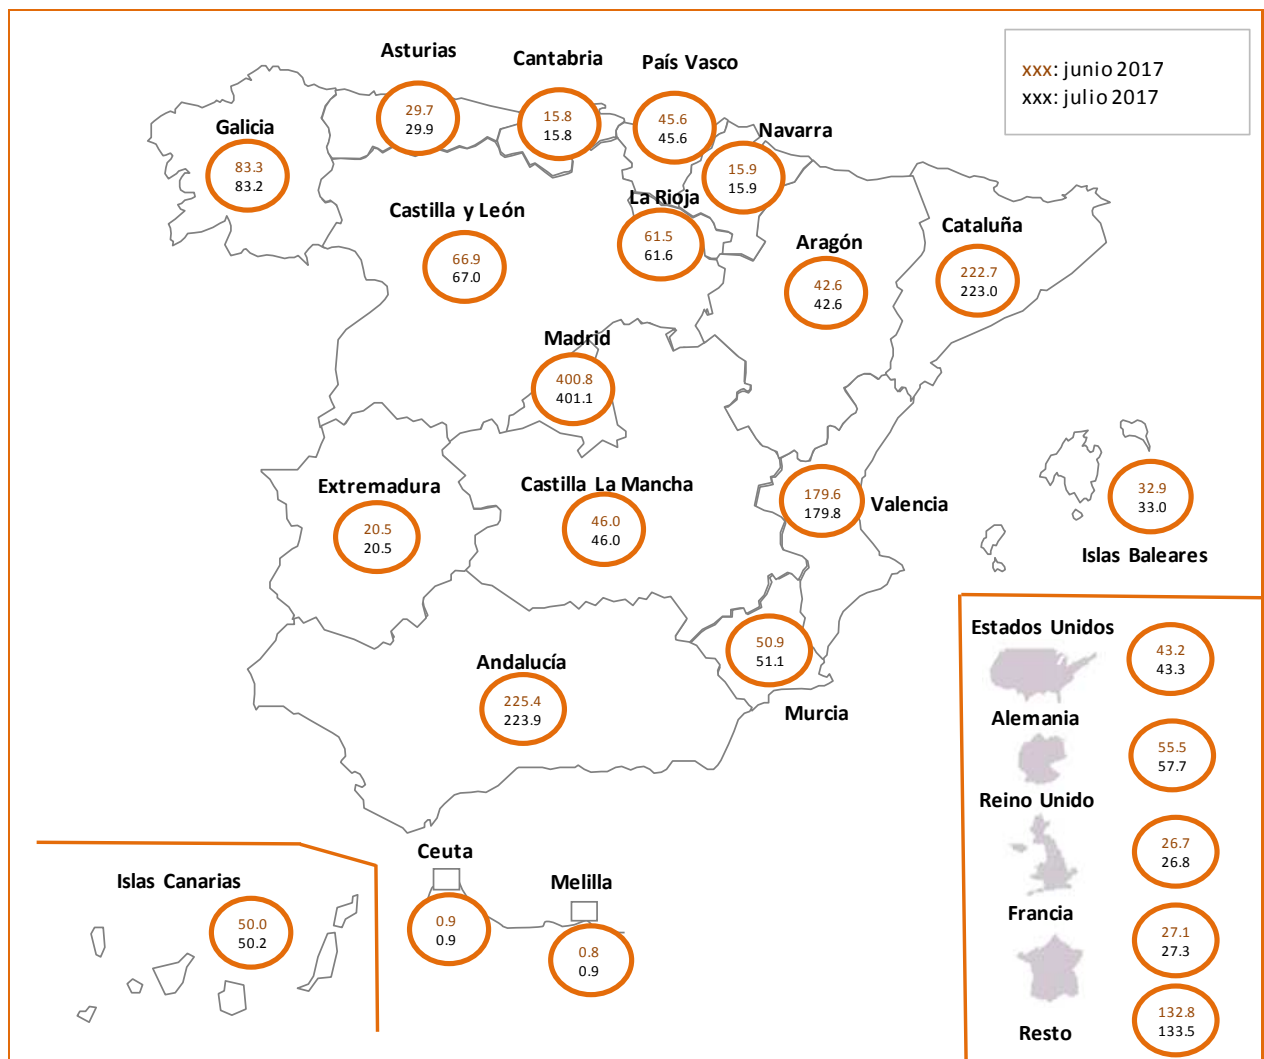 xxx: junio 2017
xxx: julio 2017
Asturias
29.7
29.9
Cantabria
15.8
15.8
País Vasco
45.6
45.6
Navarra
15.9
15.9
Galicia
83.3
83.2
Castilla y León
66.9
67.0
La Rioja
61.5
61.6
Aragón
42.6
42.6
Cataluña
222.7
223.0
Madrid
400.8
401.1
Extremadura
20.5
20.5
Castilla La Mancha
46.0
46.0
179.6
179.8
Valencia
32.9
33.0
Islas Baleares
Andalucía
225.4
223.9
50.9
51.1
Murcia
Estados Unidos
43.2
43.3
Alemania
55.5
57.7
Reino Unido
26.7
26.8
Francia
27.1
27.3
Resto
132.8
133.5
Islas Canarias
50.0
50.2
Ceuta
0.9
0.9
Melilla
0.8
0.9